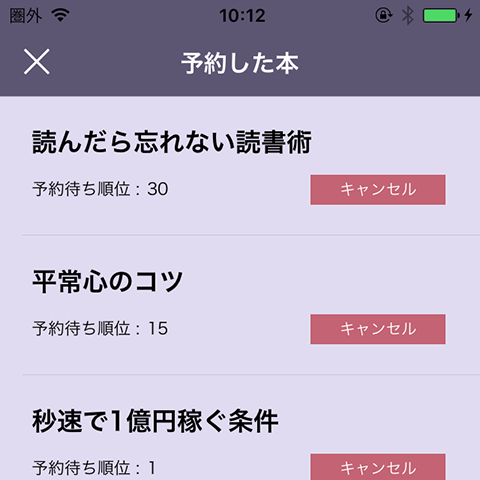 圏外 10:12
予約した本
読んだら忘れない読書術
予約待ち順位 : 30 キャンセル
平常心のコツ
予約待ち順位 : 15 キャンセル
秒速で1億円稼ぐ条件
予約待ち順位 : 1 キャンセル